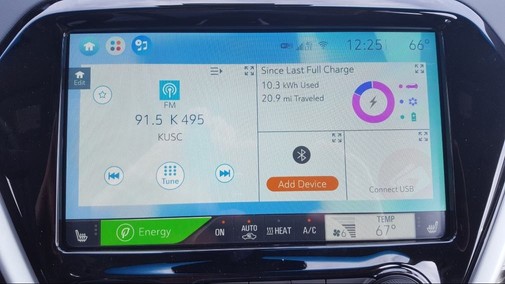 12:25 66°
Edit
FM
91.5 K 495
KUSC
Tune
Since Last Full Charge
10.3 kWh Used
20.9 mi Traveled
Add Device
Connect USB
Energy
ON
AUTO
HEAT
A/C
6
TEMP
67°